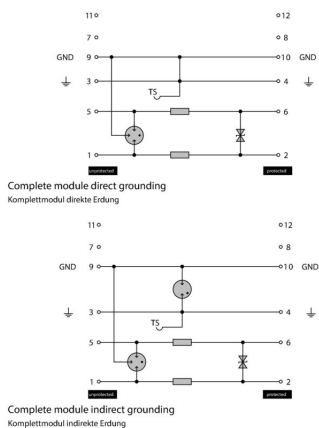 11 12
7 8
GND 9 10 GND
3 4
TS
5 6
1 2
unprotected protected
Complete module direct grounding
Komplettmodul direkte Erdung
11 12
7 8
GND 9 10 GND
3 4
TS
5 6
1 2
unprotected protected
Complete module indirect grounding
Komplettmodul indirekte Erdung